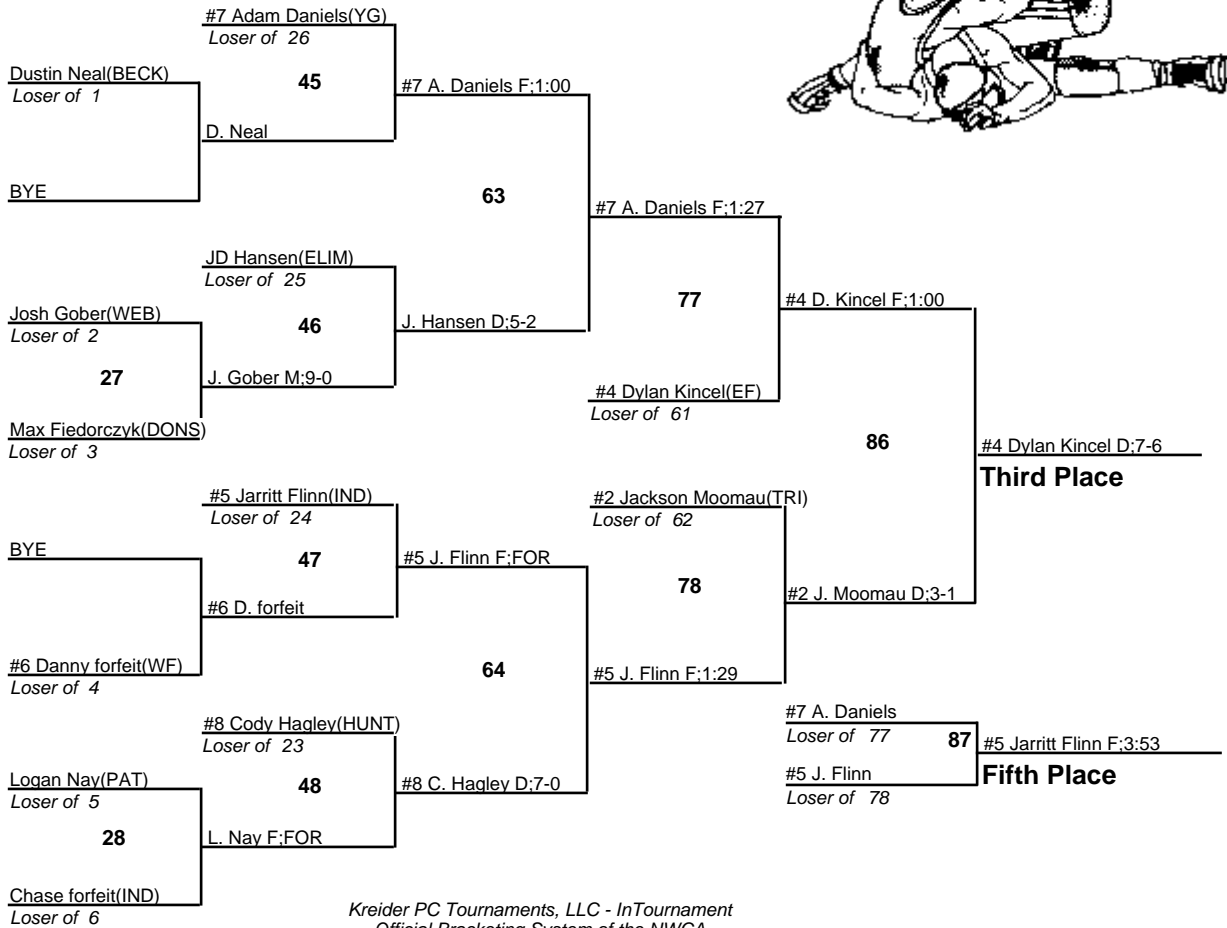 #7 Adam Daniels(YG)
Loser of 26
Dustin Neal(BECK)
Loser of 1
45
#7 A. Daniels F;1:00
D. Neal
BYE
63
#7 A. Daniels F;1:27
JD Hansen(ELIM)
Loser of 25
Josh Gober(WEB)
Loser of 2
46
J. Hansen D;5-2
77
#4 D. Kincel F;1:00
27
J. Gober M;9-0
#4 Dylan Kincel(EF)
Loser of 61
Max Fiedorczyk(DONS)
Loser of 3
86
#4 Dylan Kincel D;7-6
Third Place
#5 Jarritt Flinn(IND)
Loser of 24
#2 Jackson Moomau(TRI)
Loser of 62
BYE
47
#5 J. Flinn F;FOR
78
#2 J. Moomau D;3-1
#6 D. forfeit
#6 Danny forfeit(WF)
Loser of 4
64
#5 J. Flinn F;1:29
#8 Cody Hagley(HUNT)
Loser of 23
#7 A. Daniels
Loser of 77
87
#5 Jarritt Flinn F;3:53
Fifth Place
#5 J. Flinn
Loser of 78
Logan Nay(PAT)
Loser of 5
48
#8 C. Hagley D;7-0
28
L. Nay F;FOR
Chase forfeit(IND)
Loser of 6
Kreider PC Tournaments, LLC - InTournament
Official Bracketing System of the NWCA